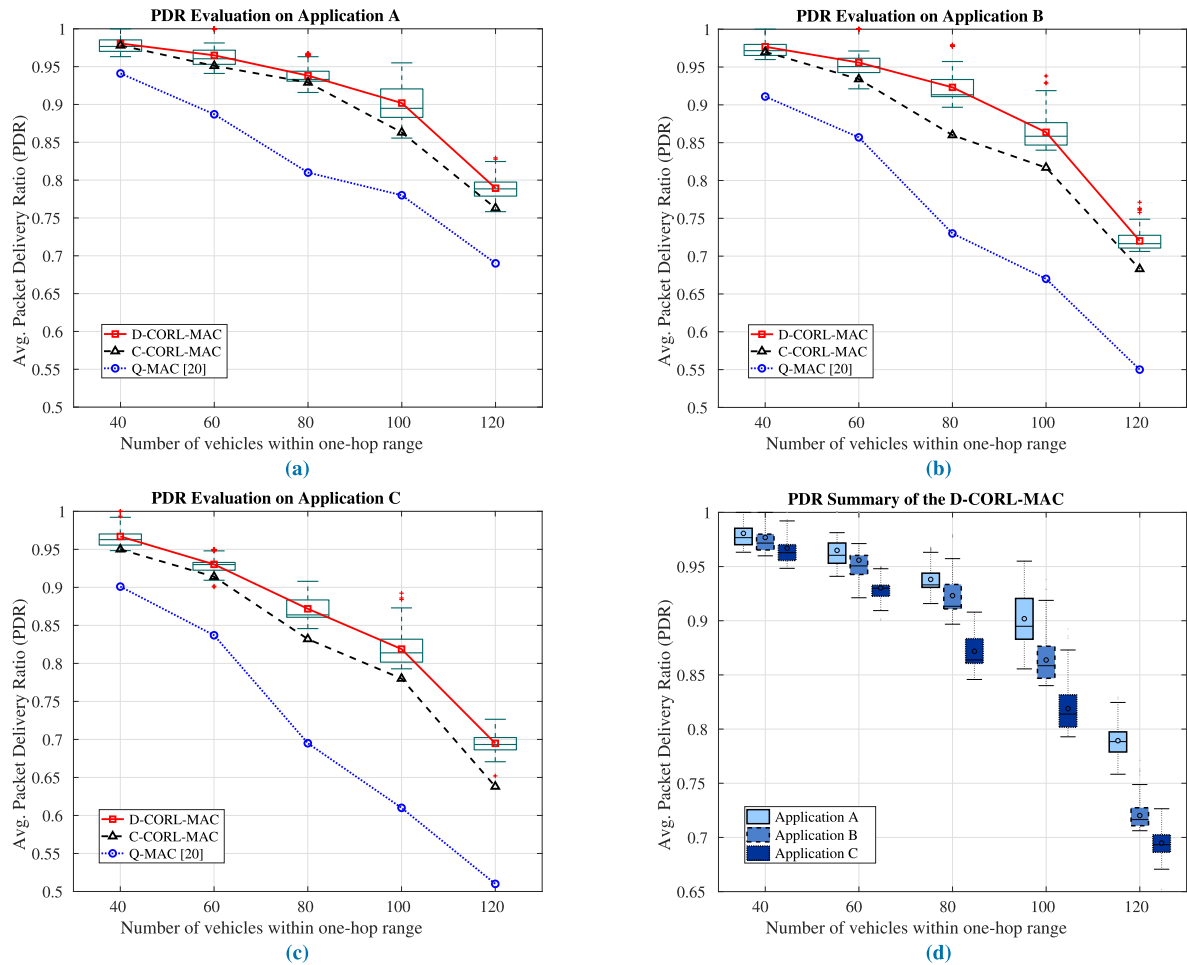 PDR Evaluation on Application A
Avg. Packet Delivery Ratio (PDR)
1
0.95
0.9
0.85
0.8
0.75
0.7
0.65
0.6
0.55
0.5
D-CORL-MAC
C-CORL-MAC
Q-MAC [20]
40 60 80 100 120
Number of vehicles within one-hop range
(a)
PDR Evaluation on Application B
Avg. Packet Delivery Ratio (PDR)
1
0.95
0.9
0.85
0.8
0.75
0.7
0.65
0.6
0.55
0.5
D-CORL-MAC
C-CORL-MAC
Q-MAC [20]
40 60 80 100 120
Number of vehicles within one-hop range
(b)
PDR Evaluation on Application C
Avg. Packet Delivery Ratio (PDR)
1
0.95
0.9
0.85
0.8
0.75
0.7
0.65
0.6
0.55
0.5
D-CORL-MAC
C-CORL-MAC
Q-MAC [20]
40 60 80 100 120
Number of vehicles within one-hop range
(c)
PDR Summary of the D-CORL-MAC
Avg. Packet Delivery Ratio (PDR)
1
0.95
0.9
0.85
0.8
0.75
0.7
0.65
Application A
Application B
Application C
40 60 80 100 120
Number of vehicles within one-hop range
(d)